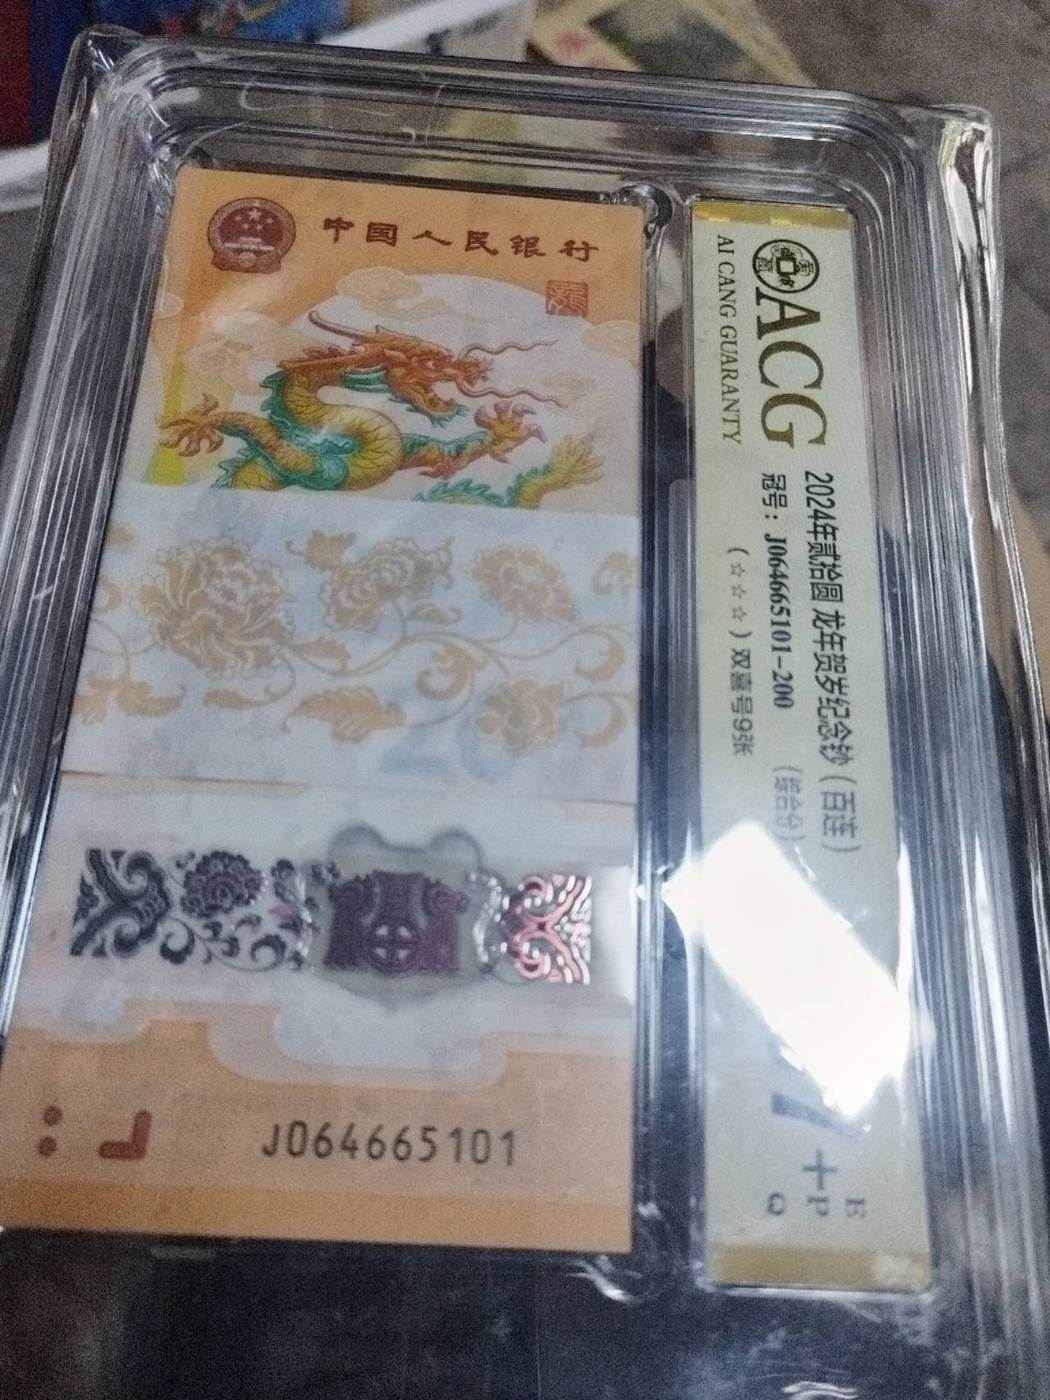 中国人民银行
J064665101
ACG
AI CANG GUARANTY
2024年贰拾圆 龙年贺岁纪念钞（百连）
冠号：J064665101-200 （综合分）
（☆☆☆）双喜号9张
7+
E
P
Q